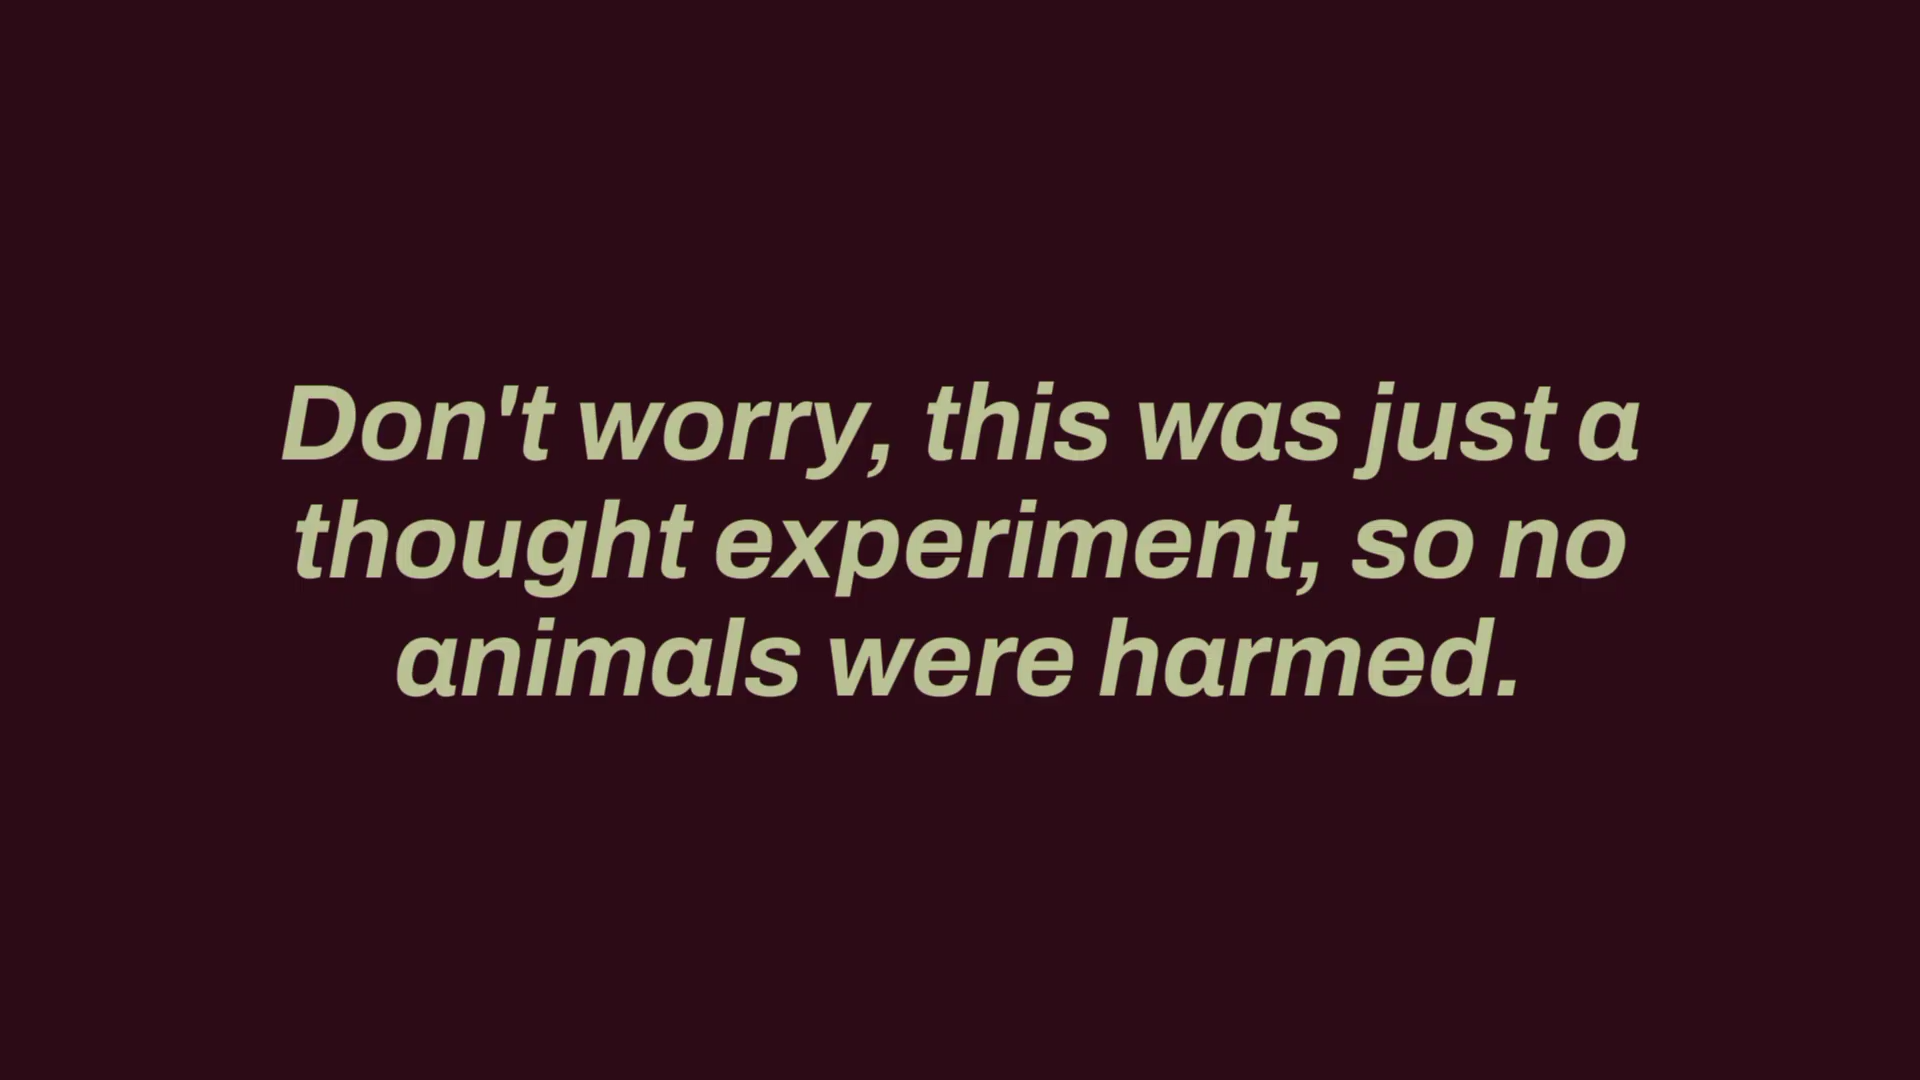 Don't worry, this was just a
thought experiment, so no
animals were harmed.